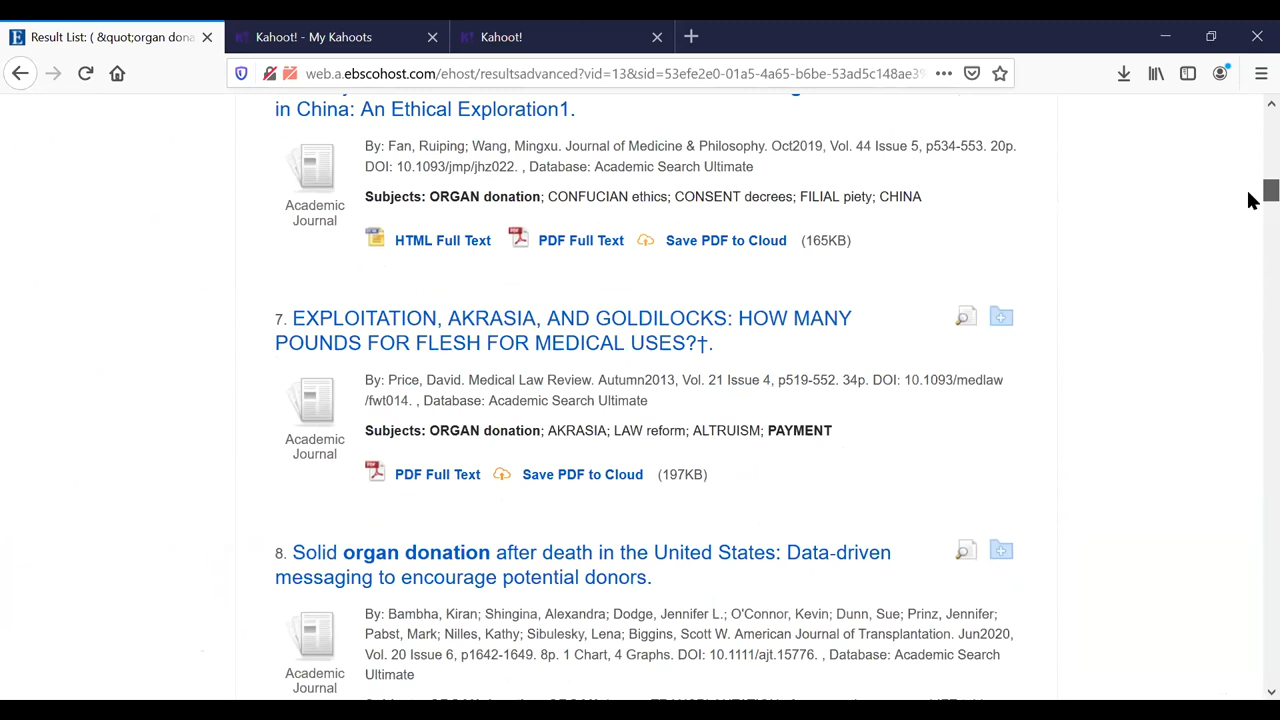 Result List: ( &quot;organ dona
Kahoot! - My Kahoots
Kahoot!
web.a.ebscohost.com/ehost/resultsadvanced?vid=13&sid=53efe2e0-01a5-4a65-b6be-53ad5c148ae39
in China: An Ethical Exploration1.
By: Fan, Ruiping; Wang, Mingxu. Journal of Medicine & Philosophy. Oct2019, Vol. 44 Issue 5, p534-553. 20p.
DOI: 10.1093/jmp/jhz022. , Database: Academic Search Ultimate
Academic
Journal
Subjects: ORGAN donation; CONFUCIAN ethics; CONSENT decrees; FILIAL piety; CHINA
HTML Full Text PDF Full Text Save PDF to Cloud (165KB)
7. EXPLOITATION, AKRASIA, AND GOLDILOCKS: HOW MANY
POUNDS FOR FLESH FOR MEDICAL USES?†.
By: Price, David. Medical Law Review. Autumn2013, Vol. 21 Issue 4, p519-552. 34p. DOI: 10.1093/medlaw
/fwt014. , Database: Academic Search Ultimate
Academic
Journal
Subjects: ORGAN donation; AKRASIA; LAW reform; ALTRUISM; PAYMENT
PDF Full Text Save PDF to Cloud (197KB)
8. Solid organ donation after death in the United States: Data-driven
messaging to encourage potential donors.
By: Bambha, Kiran; Shingina, Alexandra; Dodge, Jennifer L.; O'Connor, Kevin; Dunn, Sue; Prinz, Jennifer;
Pabst, Mark; Nilles, Kathy; Sibulesky, Lena; Biggins, Scott W. American Journal of Transplantation. Jun2020,
Vol. 20 Issue 6, p1642-1649. 8p. 1 Chart, 4 Graphs. DOI: 10.1111/ajt.15776. , Database: Academic Search
Ultimate
Academic
Journal